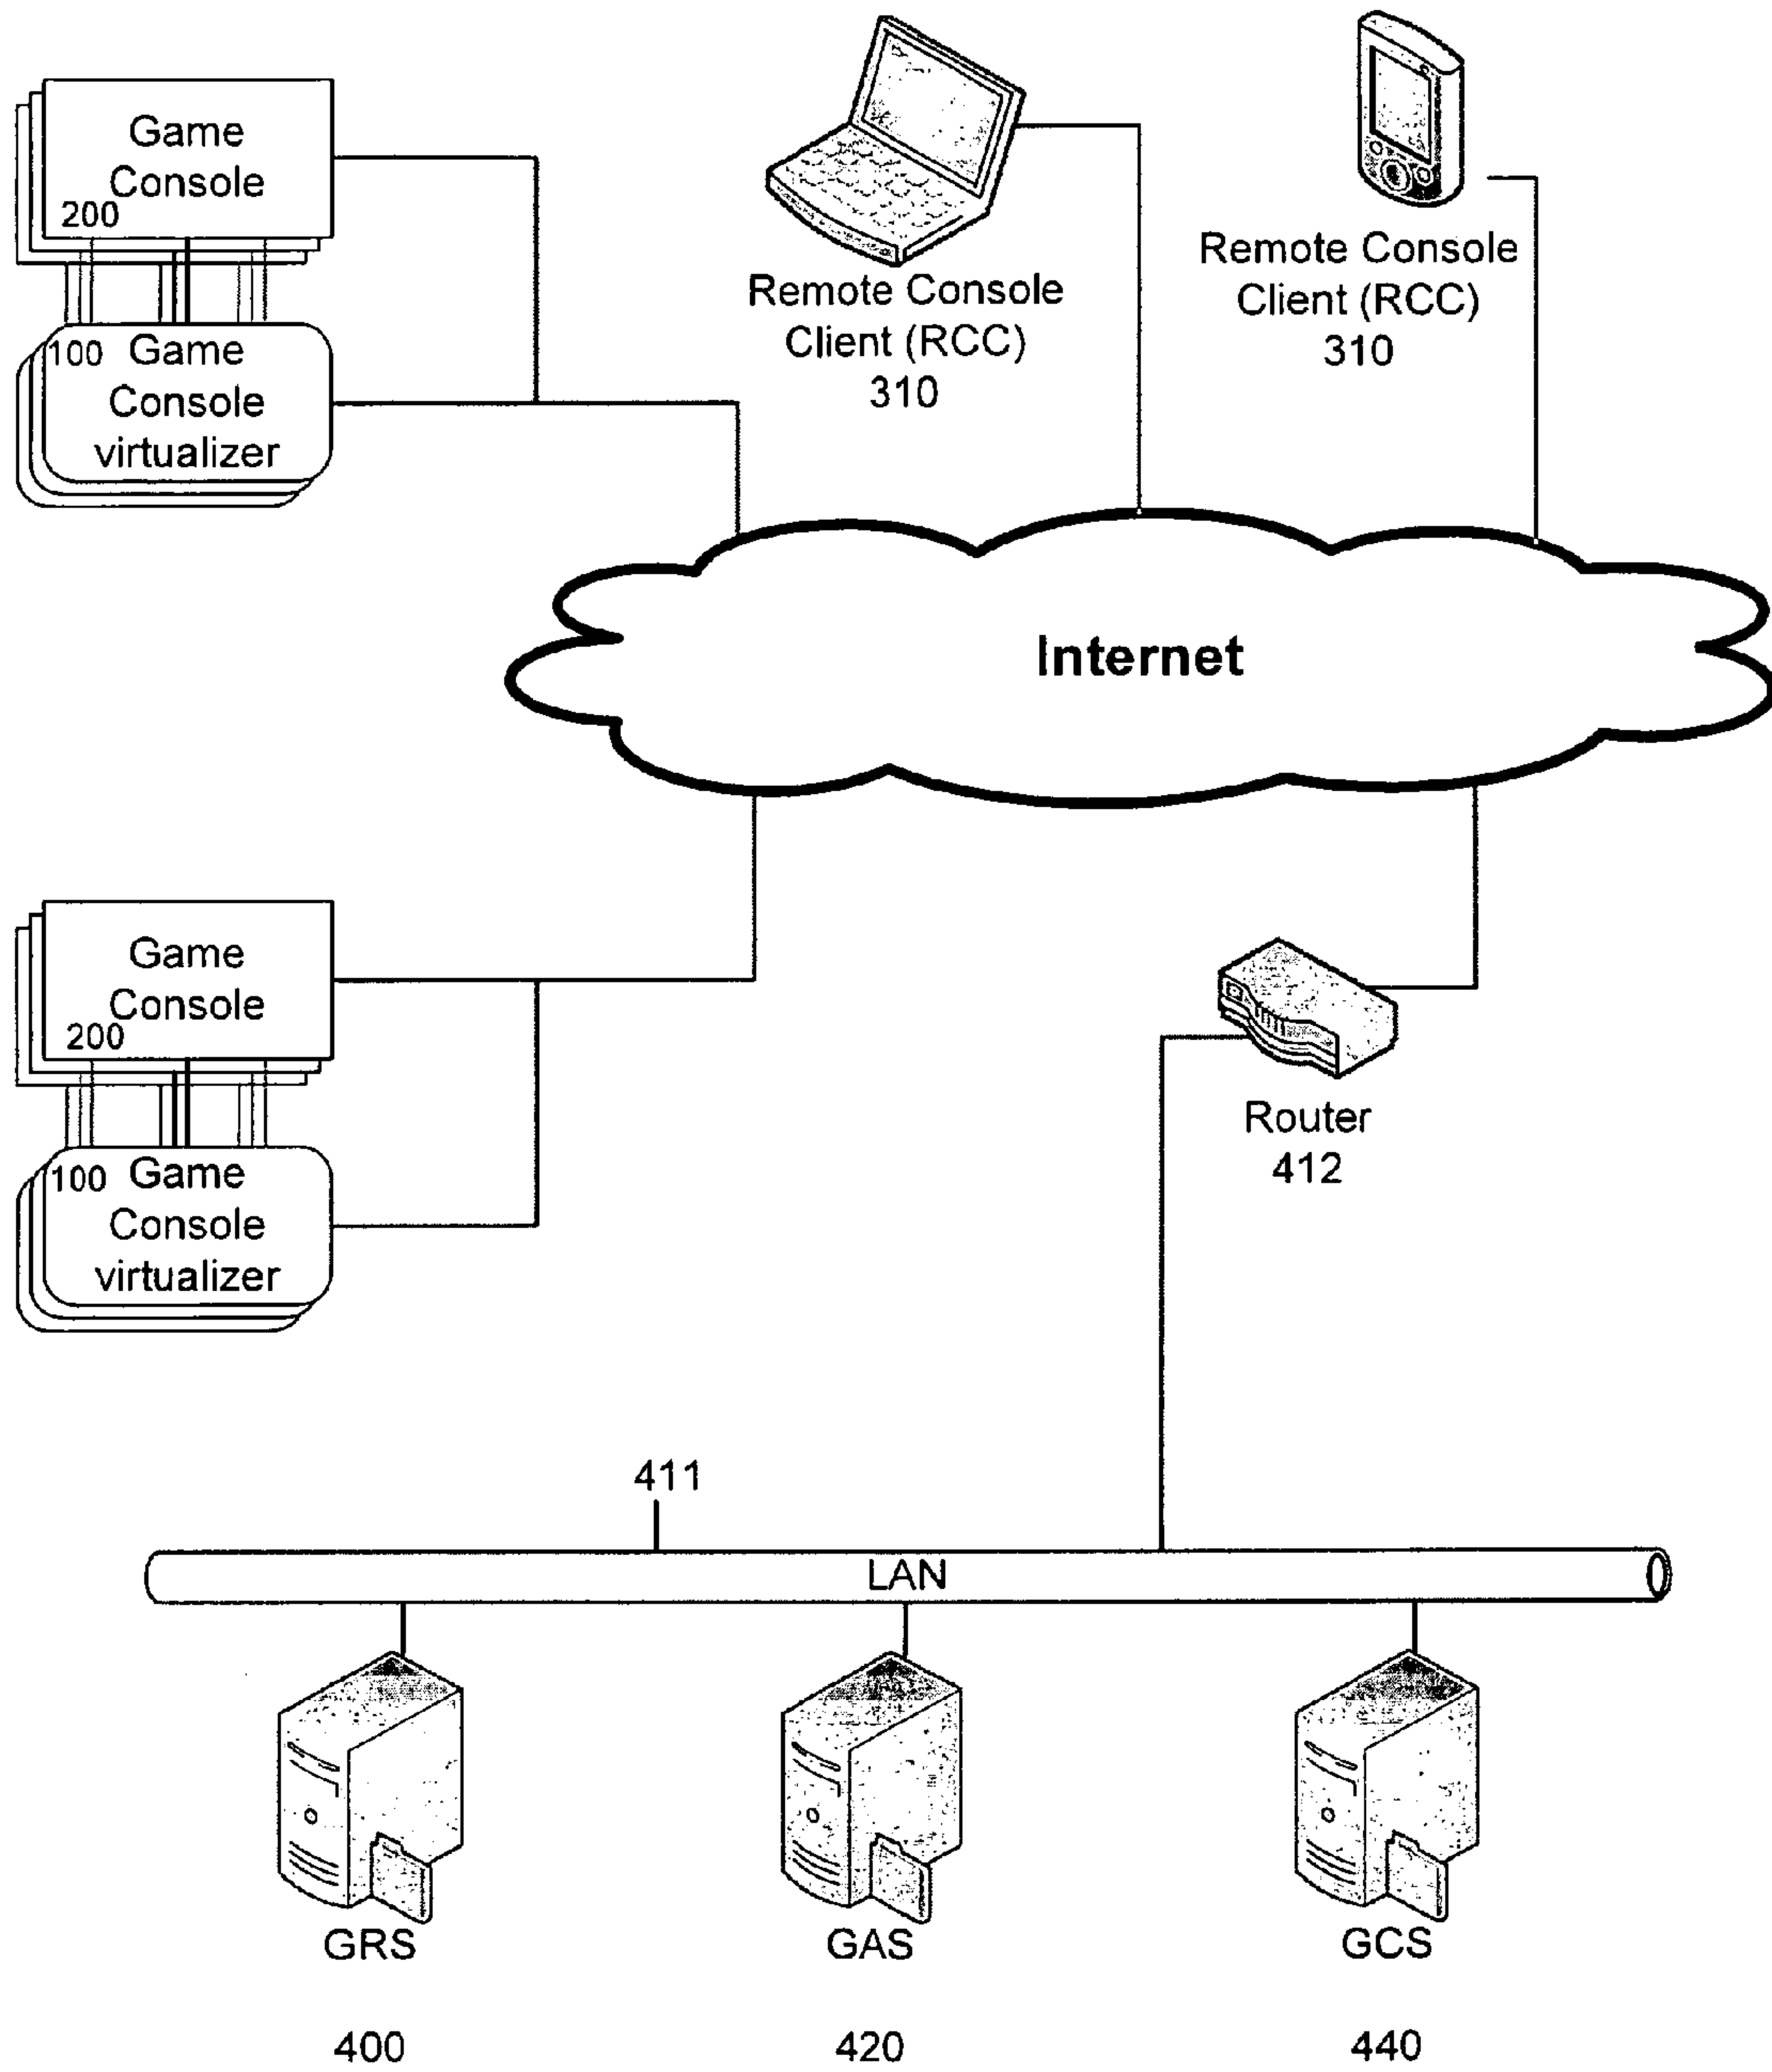 Game
Console
200
100 Game
Console
virtualizer
Remote Console
Client (RCC)
310
Remote Console
Client (RCC)
310
Internet
Game
Console
200
100 Game
Console
virtualizer
Router
412
411
LAN
GRS
GAS
GCS
400
420
440